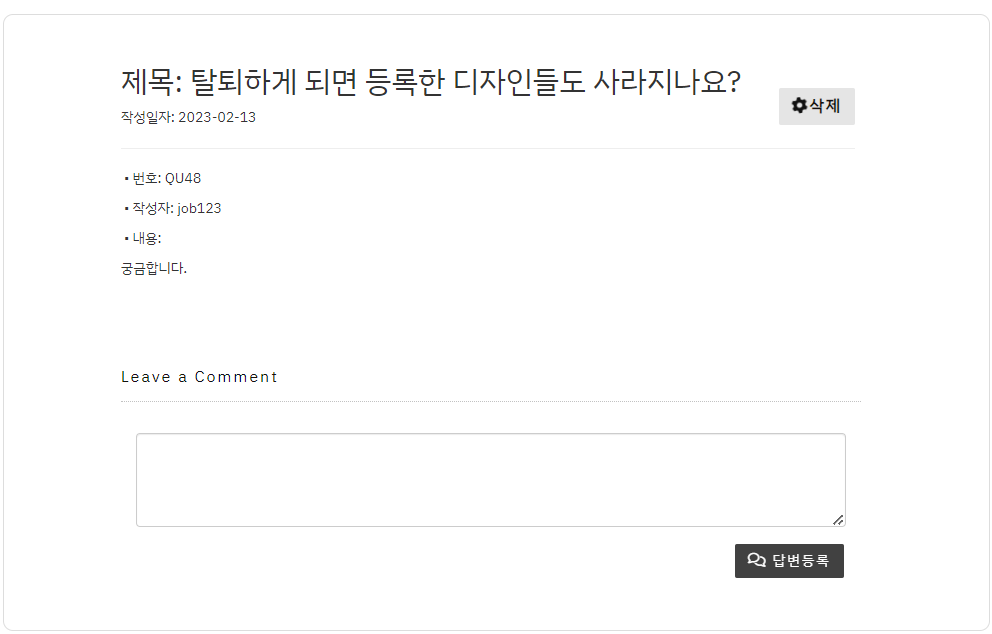 제목: 탈퇴하게 되면 등록한 디자인들도 사라지나요?
작성일자: 2023-02-13
삭제
▪ 번호: QU48
▪ 작성자: job123
▪ 내용:
궁금합니다.
Leave a Comment
답변등록